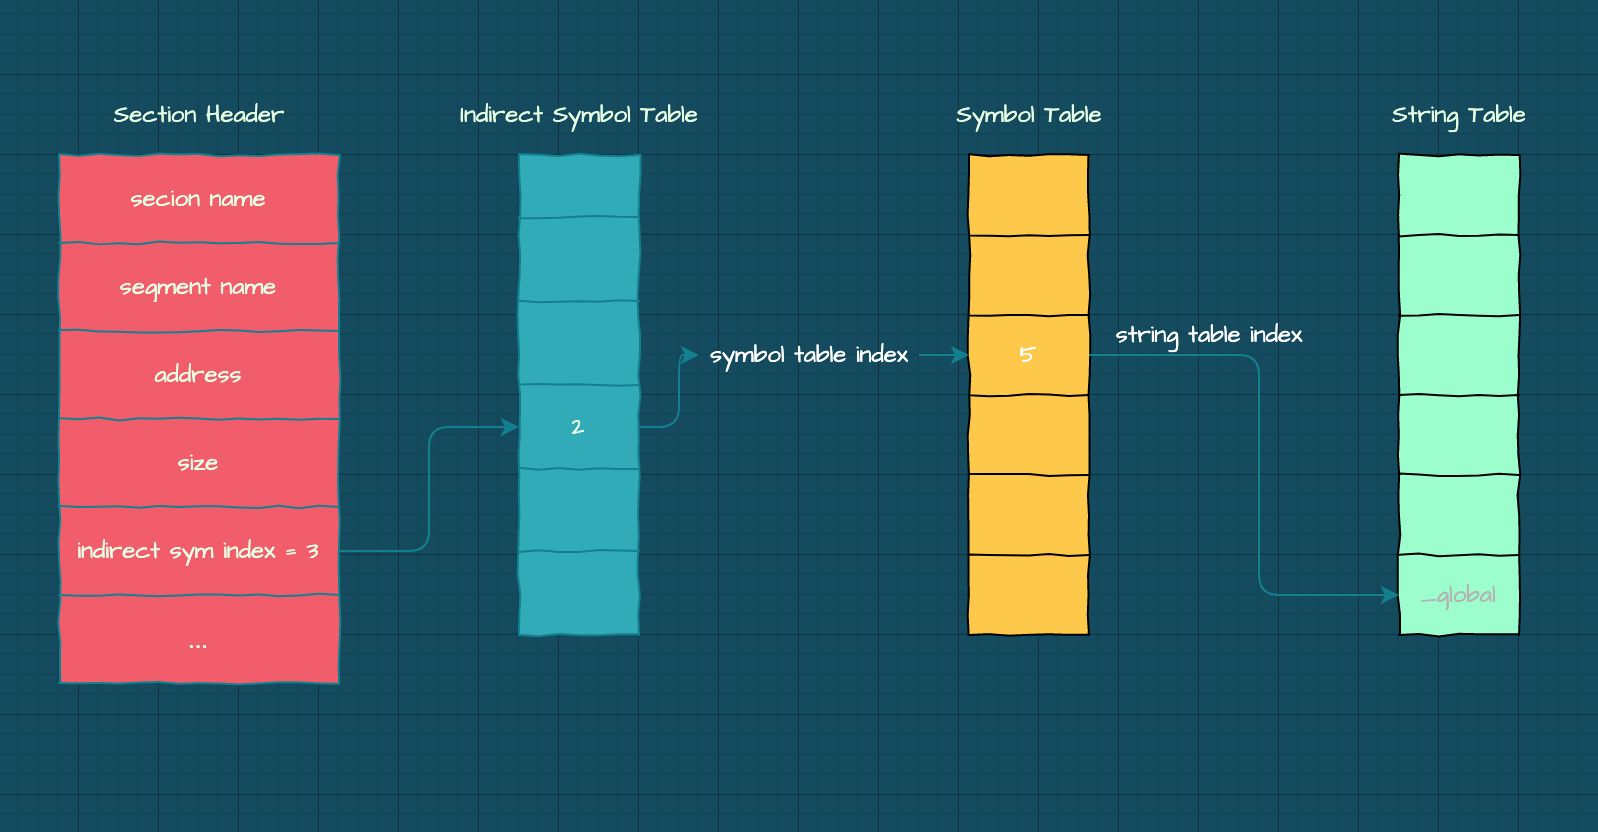 Section Header
Indirect Symbol Table
Symbol Table
String Table
secion name
segment name
address
size
indirect sym index = 3
...
2
symbol table index
5
string table index
_global